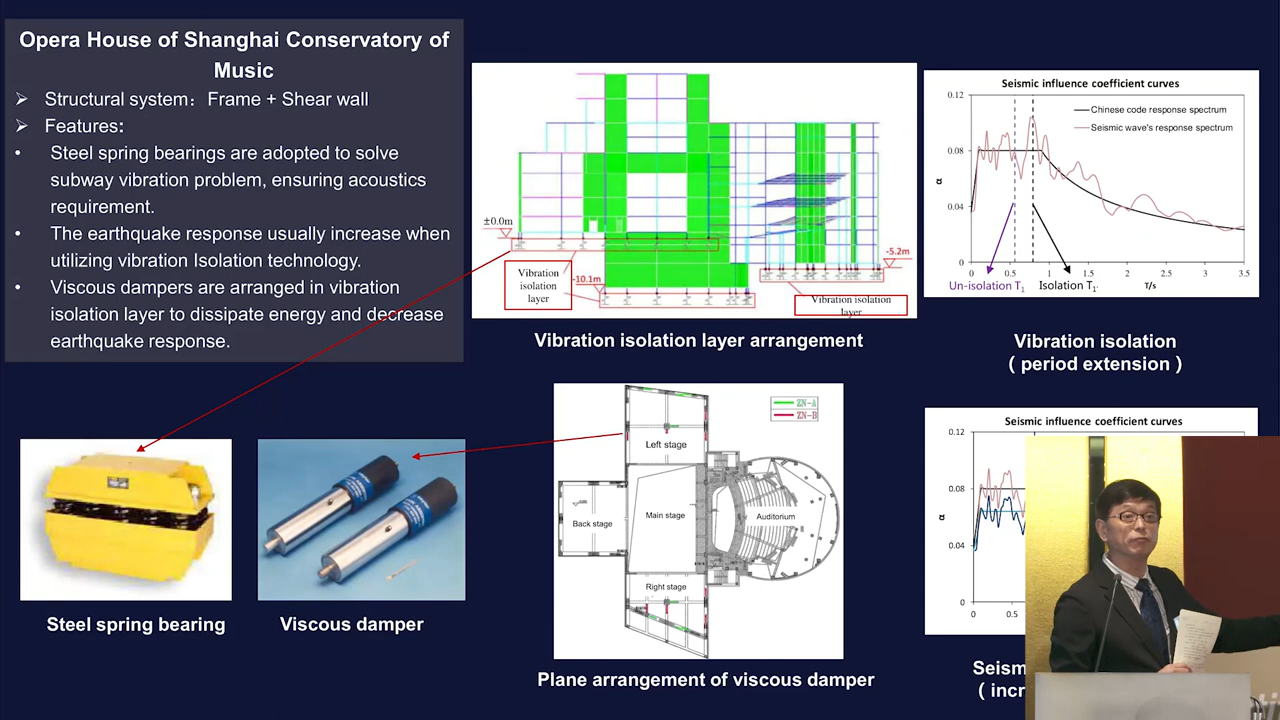 Opera House of Shanghai Conservatory of
Music
Structural system: Frame + Shear wall
Features:
Steel spring bearings are adopted to solve
subway vibration problem, ensuring acoustics
requirement.
The earthquake response usually increase when
utilizing vibration Isolation technology.
Viscous dampers are arranged in vibration
isolation layer to dissipate energy and decrease
earthquake response.
±0.0m
-5.2m
-10.1m
Vibration
isolation
layer
Vibration isolation
layer
Vibration isolation layer arrangement
Seismic influence coefficient curves
0.12
Chinese code response spectrum
Seismic wave's response spectrum
0.08
α
0.04
0
0 0.5 1 1.5 2 2.5 3 3.5
Un-isolation T1
Isolation T1'
T/s
Vibration isolation
( period extension )
Steel spring bearing
Viscous damper
ZN-A
ZN-B
Left stage
Back stage
Main stage
Auditorium
Right stage
Plane arrangement of viscous damper
Seismic influence coefficient curves
0.12
0.08
α
0.04
0
0 0.5
Seism
( incr